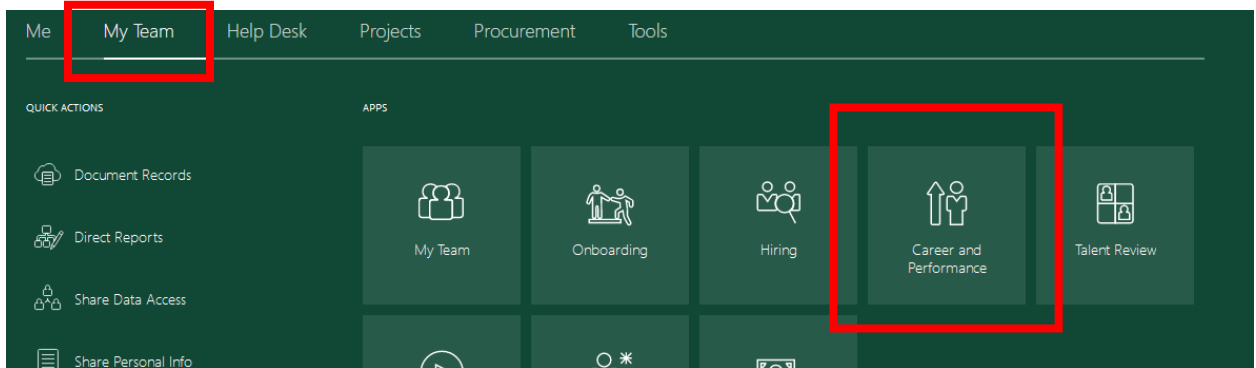 Me My Team Help Desk Projects Procurement Tools
QUICK ACTIONS
APPS
Document Records
Direct Reports
Share Data Access
Share Personal Info
My Team
Onboarding
Hiring
Career and
Performance
Talent Review